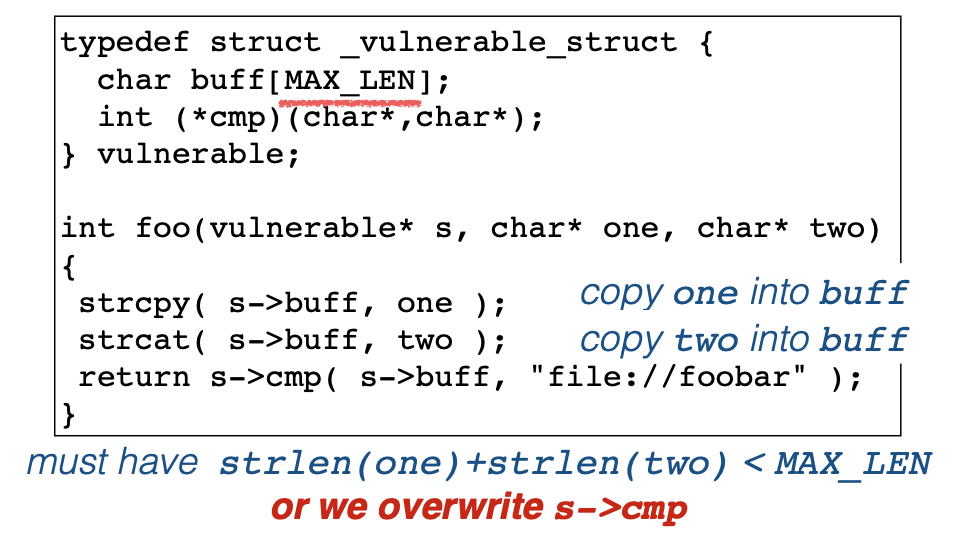 typedef struct _vulnerable_struct {
  char buff[MAX_LEN];
  int (*cmp)(char*,char*);
} vulnerable;

int foo(vulnerable* s, char* one, char* two)
{
 strcpy( s->buff, one ); copy one into buff
 strcat( s->buff, two ); copy two into buff
 return s->cmp( s->buff, "file://foobar" );
}
must have strlen(one)+strlen(two) < MAX_LEN
or we overwrite s->cmp